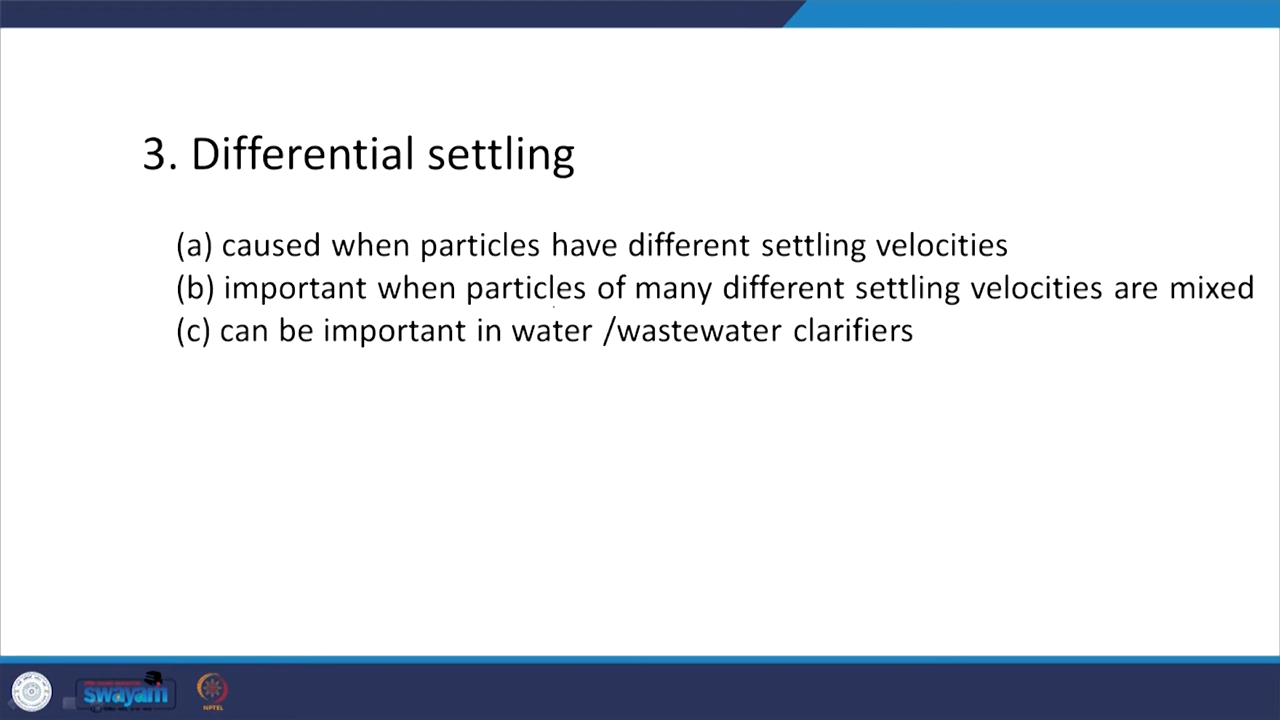 3. Differential settling
(a) caused when particles have different settling velocities
(b) important when particles of many different settling velocities are mixed
(c) can be important in water /wastewater clarifiers
swayam
NPTEL